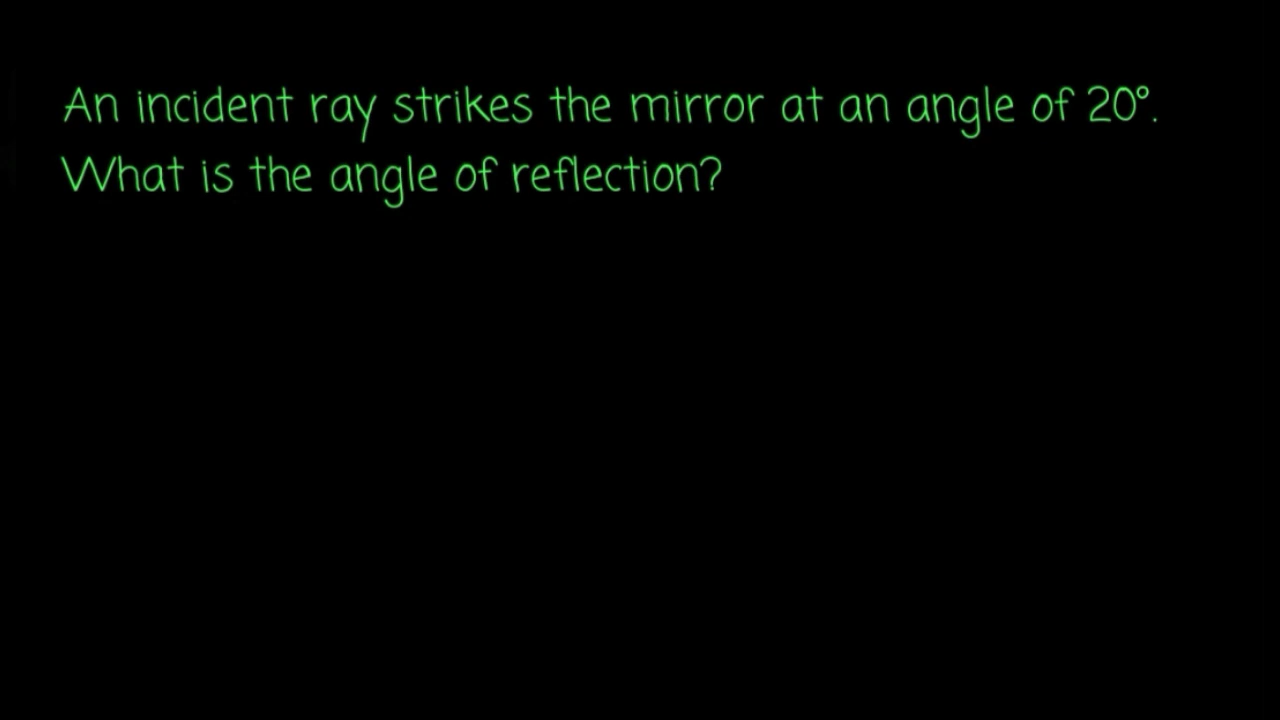 An incident ray strikes the mirror at an angle of 20°.
What is the angle of reflection?